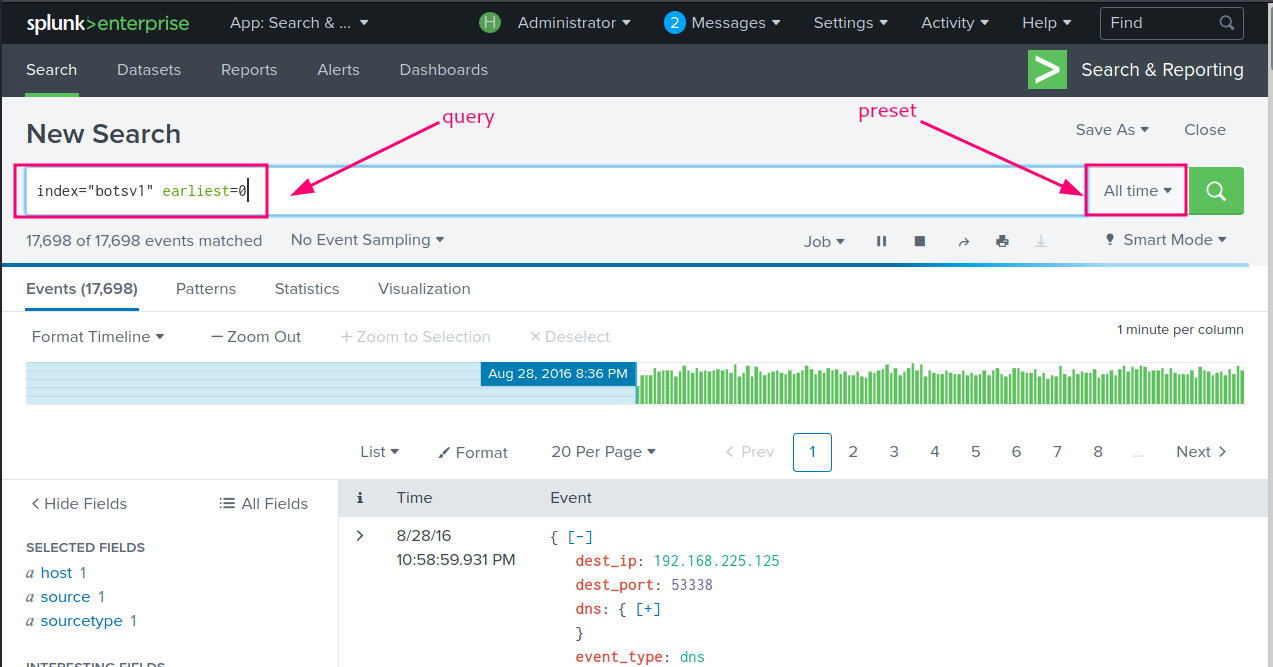 splunk>enterprise App: Search & ... ▾ H Administrator ▾ 2 Messages ▾ Settings ▾ Activity ▾ Help ▾ Find
Search Datasets Reports Alerts Dashboards > Search & Reporting
query preset
New Search Save As ▾ Close
index="botsv1" earliest=0 All time ▾
17,698 of 17,698 events matched No Event Sampling ▾ Job ▾ Smart Mode ▾
Events (17,698) Patterns Statistics Visualization
Format Timeline ▾ — Zoom Out + Zoom to Selection × Deselect 1 minute per column
Aug 28, 2016 8:36 PM
List ▾ Format 20 Per Page ▾ < Prev 1 2 3 4 5 6 7 8 ... Next >
< Hide Fields All Fields i Time Event
SELECTED FIELDS
a host 1
a source 1
a sourcetype 1
INTERESTING FIELDS
> 8/28/16
10:58:59.931 PM
{ [-]
dest_ip: 192.168.225.125
dest_port: 53338
dns: { [+]
}
event_type: dns